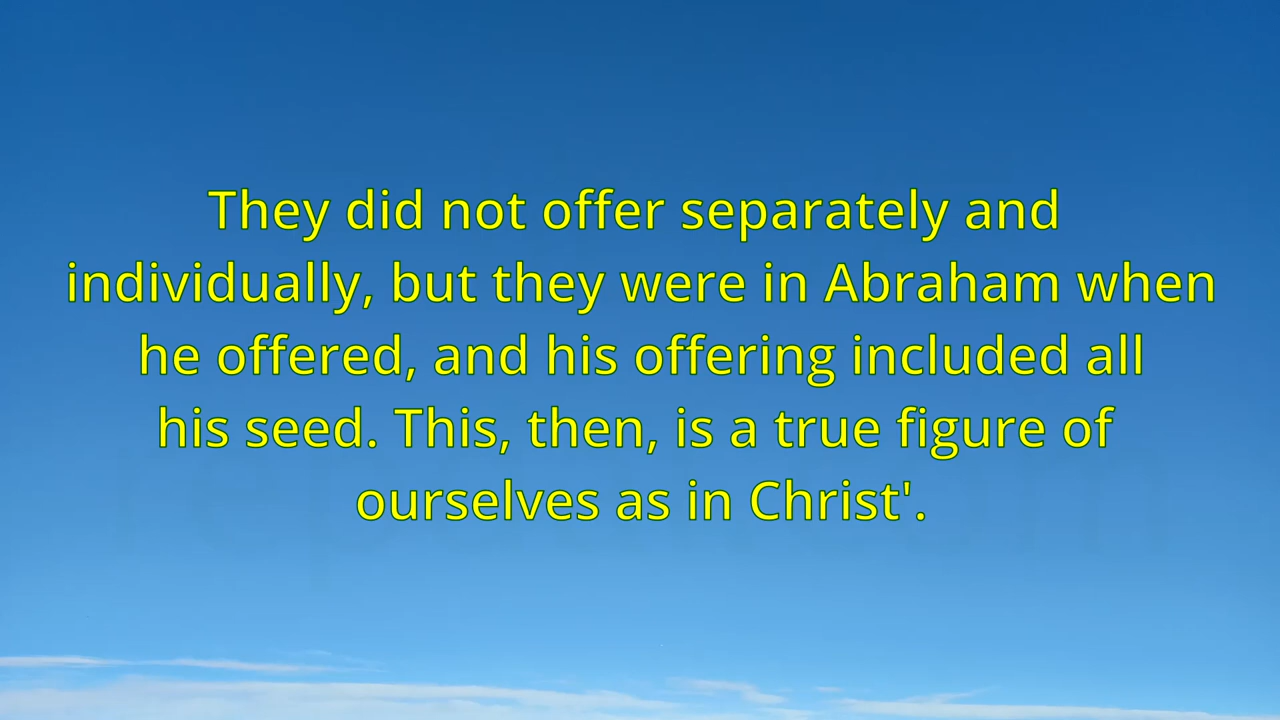 They did not offer separately and
individually, but they were in Abraham when
he offered, and his offering included all
his seed. This, then, is a true figure of
ourselves as in Christ'.